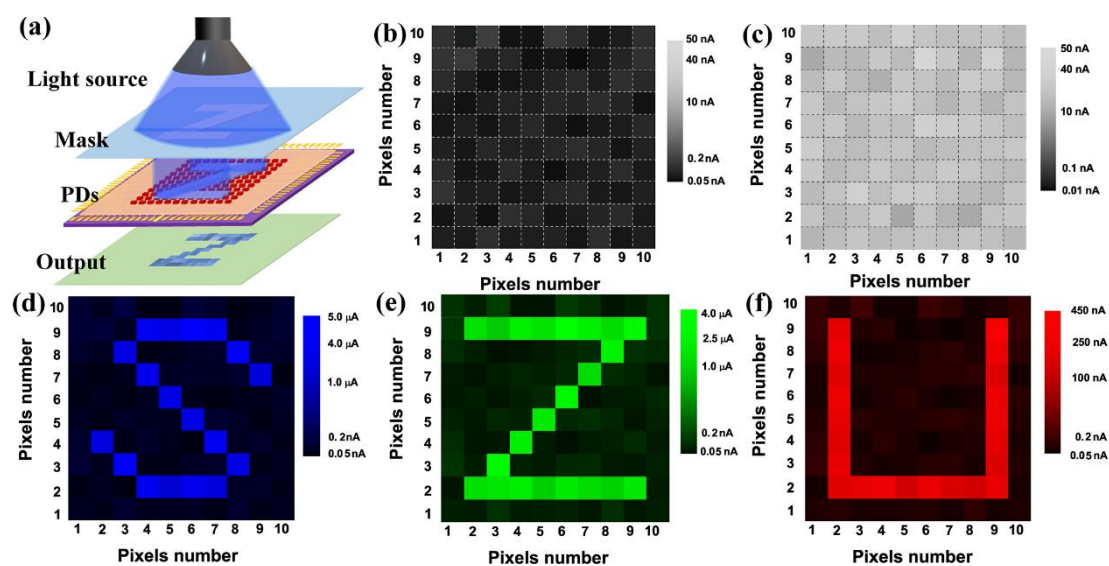 (a)
Light source
Mask
PDs
Output
(b)
Pixels number
10
9
8
7
6
5
4
3
2
1
1 2 3 4 5 6 7 8 9 10
Pixels number
50 nA
40 nA
10 nA
0.2 nA
0.05 nA
(c)
Pixels number
10
9
8
7
6
5
4
3
2
1
1 2 3 4 5 6 7 8 9 10
Pixels number
50 nA
40 nA
10 nA
0.1 nA
0.01 nA
(d)
Pixels number
10
9
8
7
6
5
4
3
2
1
1 2 3 4 5 6 7 8 9 10
Pixels number
5.0 μA
4.0 μA
1.0 μA
0.2nA
0.05 nA
(e)
Pixels number
10
9
8
7
6
5
4
3
2
1
1 2 3 4 5 6 7 8 9 10
Pixels number
4.0 μA
2.5 μA
1.0 μA
0.2 nA
0.05 nA
(f)
Pixels number
10
9
8
7
6
5
4
3
2
1
1 2 3 4 5 6 7 8 9 10
Pixels number
450 nA
250 nA
100 nA
0.2 nA
0.05 nA